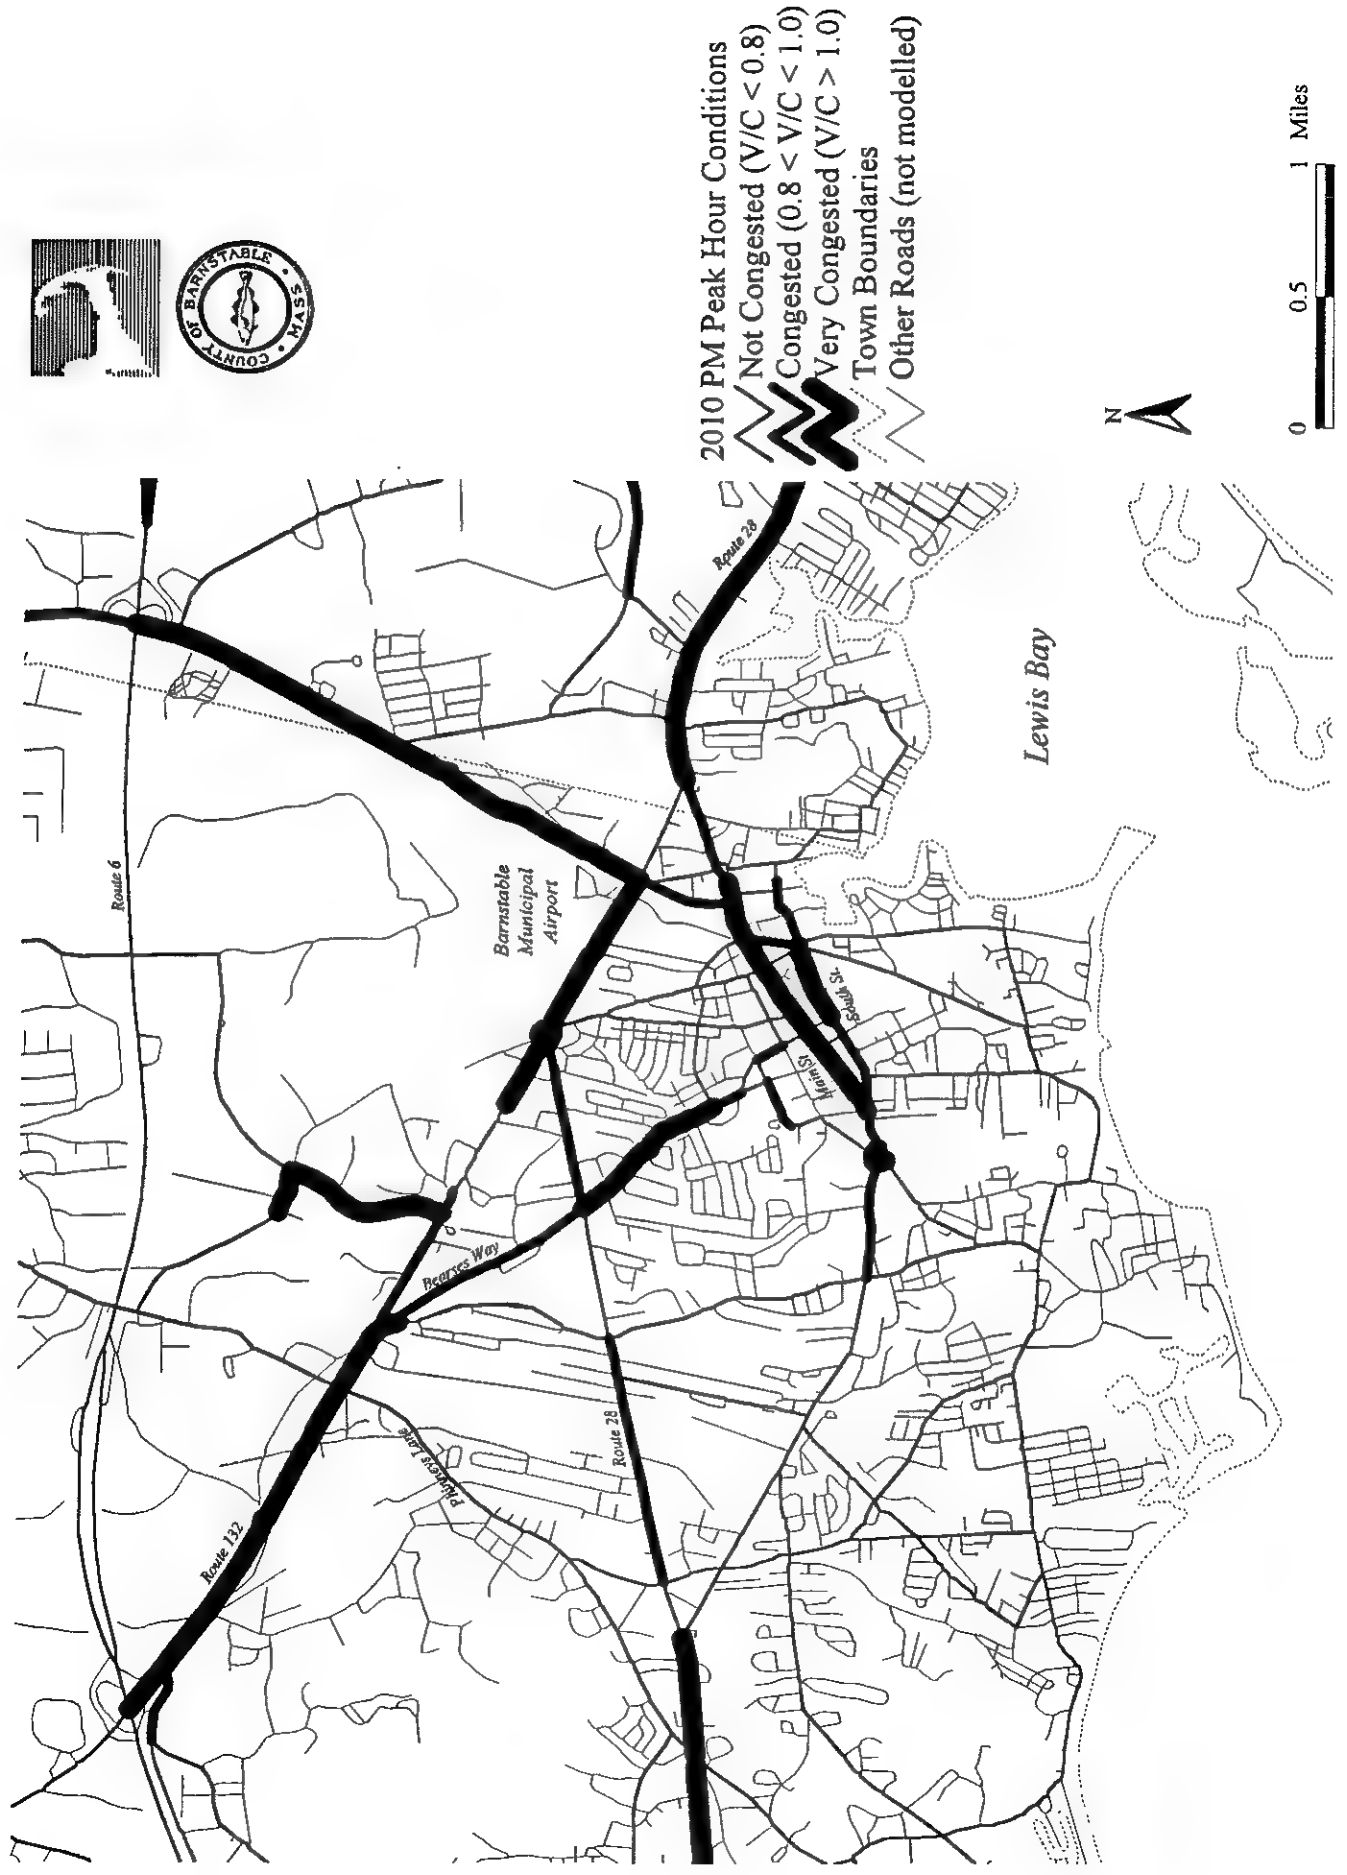 COUNTY OF BARNSTABLE • MASS •
2010 PM Peak Hour Conditions
Not Congested (V/C < 0.8)
Congested (0.8 < V/C < 1.0)
Very Congested (V/C > 1.0)
Town Boundaries
Other Roads (not modelled)
N
0 0.5 1 Miles
Route 6
Route 132
Phinneys Lane
Bearses Way
Route 28
Barnstable
Municipal
Airport
Main St
South St.
Route 28
Lewis Bay